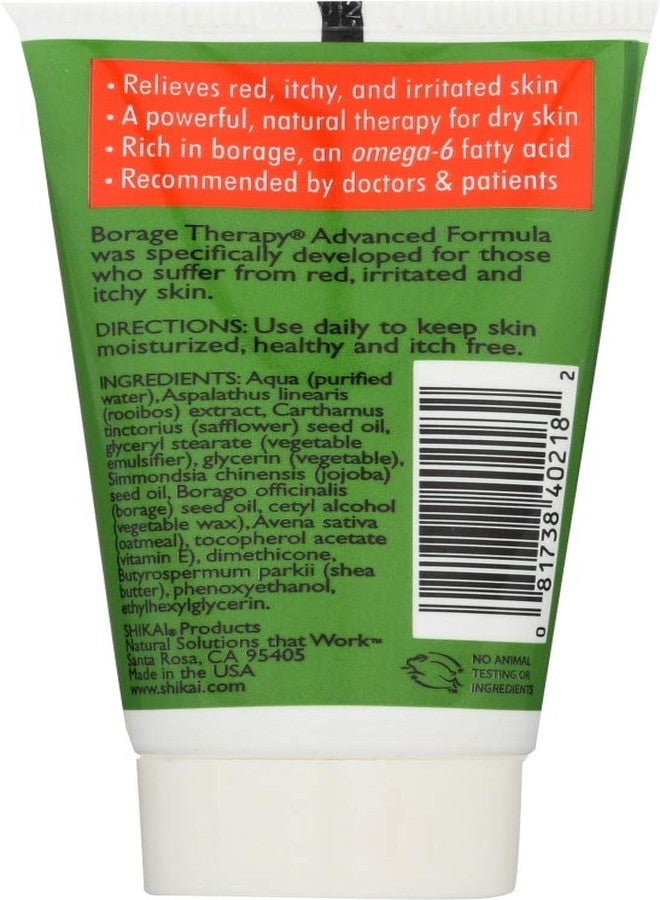 • Relieves red, itchy, and irritated skin
• A powerful, natural therapy for dry skin
• Rich in borage, an omega-6 fatty acid
• Recommended by doctors & patients
Borage Therapy® Advanced Formula
was specifically developed for those
who suffer from red, irritated and
itchy skin.
DIRECTIONS: Use daily to keep skin
moisturized, healthy and itch free.
INGREDIENTS: Aqua (purified
water), Aspalathus linearis
(rooibos) extract, Carthamus
tinctorius (safflower) seed oil,
glyceryl stearate (vegetable
emulsifier), glycerin (vegetable),
Simmondsia chinensis (jojoba)
seed oil, Borago officinalis
(borage) seed oil, cetyl alcohol
(vegetable wax), Avena sativa
(oatmeal), tocopherol acetate
(vitamin E), dimethicone,
Butyrospermum parkii (shea
butter), phenoxyethanol,
ethylhexylglycerin.
SHIKAI® Products
Natural Solutions that Work™
Santa Rosa, CA 95405
Made in the USA
www.shikai.com
0 81738 40218 2
NO ANIMAL
TESTING OR
INGREDIENTS